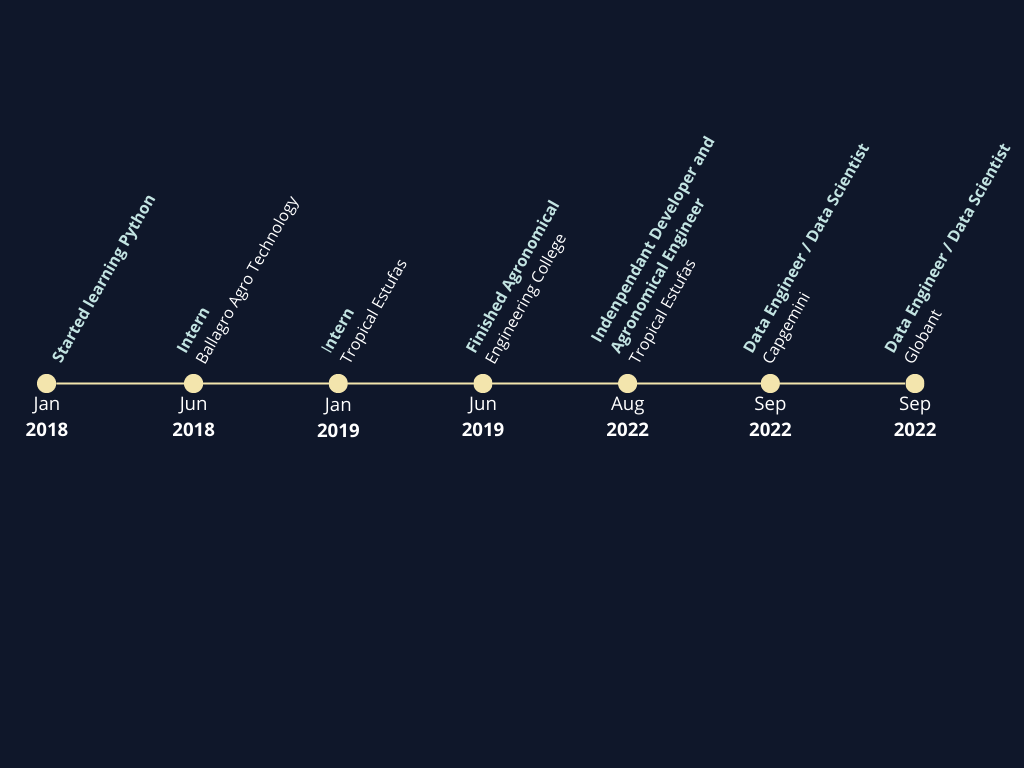 Started learning Python
Jan
2018
Intern
Ballagro Agro Technology
Jun
2018
Intern
Tropical Estufas
Jan
2019
Finished Agronomical
Engineering College
Jun
2019
Indenpendant Developer and
Agronomical Engineer
Tropical Estufas
Aug
2022
Data Engineer / Data Scientist
Capgemini
Sep
2022
Data Engineer / Data Scientist
Globant
Sep
2022